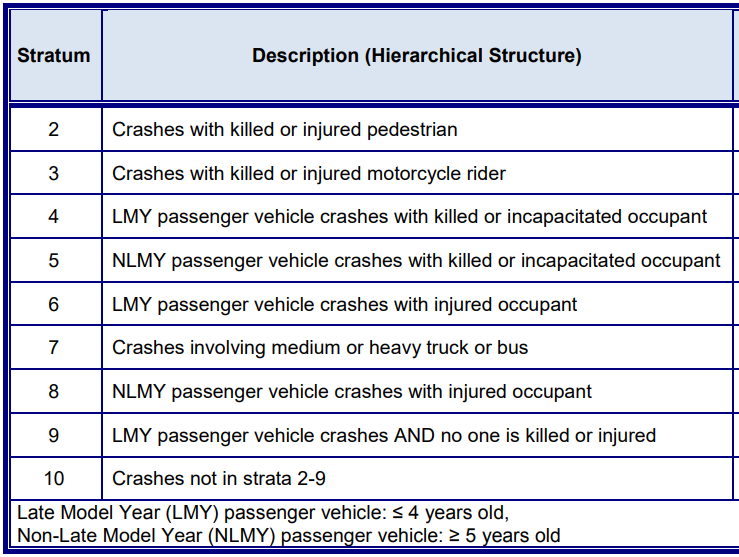 Stratum Description (Hierarchical Structure)
2 Crashes with killed or injured pedestrian
3 Crashes with killed or injured motorcycle rider
4 LMY passenger vehicle crashes with killed or incapacitated occupant
5 NLMY passenger vehicle crashes with killed or incapacitated occupant
6 LMY passenger vehicle crashes with injured occupant
7 Crashes involving medium or heavy truck or bus
8 NLMY passenger vehicle crashes with injured occupant
9 LMY passenger vehicle crashes AND no one is killed or injured
10 Crashes not in strata 2-9
Late Model Year (LMY) passenger vehicle: ≤ 4 years old,
Non-Late Model Year (NLMY) passenger vehicle: ≥ 5 years old